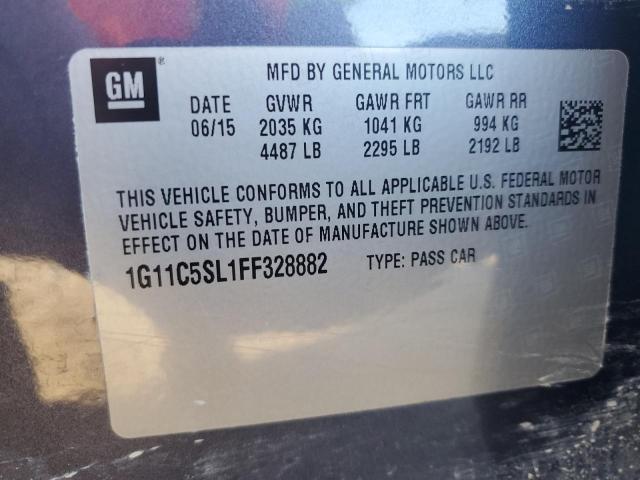 GM ®
MFD BY GENERAL MOTORS LLC
DATE GVWR GAWR FRT GAWR RR
06/15 2035 KG 1041 KG 994 KG
4487 LB 2295 LB 2192 LB
THIS VEHICLE CONFORMS TO ALL APPLICABLE U.S. FEDERAL MOTOR
VEHICLE SAFETY, BUMPER, AND THEFT PREVENTION STANDARDS IN
EFFECT ON THE DATE OF MANUFACTURE SHOWN ABOVE.
1G11C5SL1FF328882 TYPE: PASS CAR